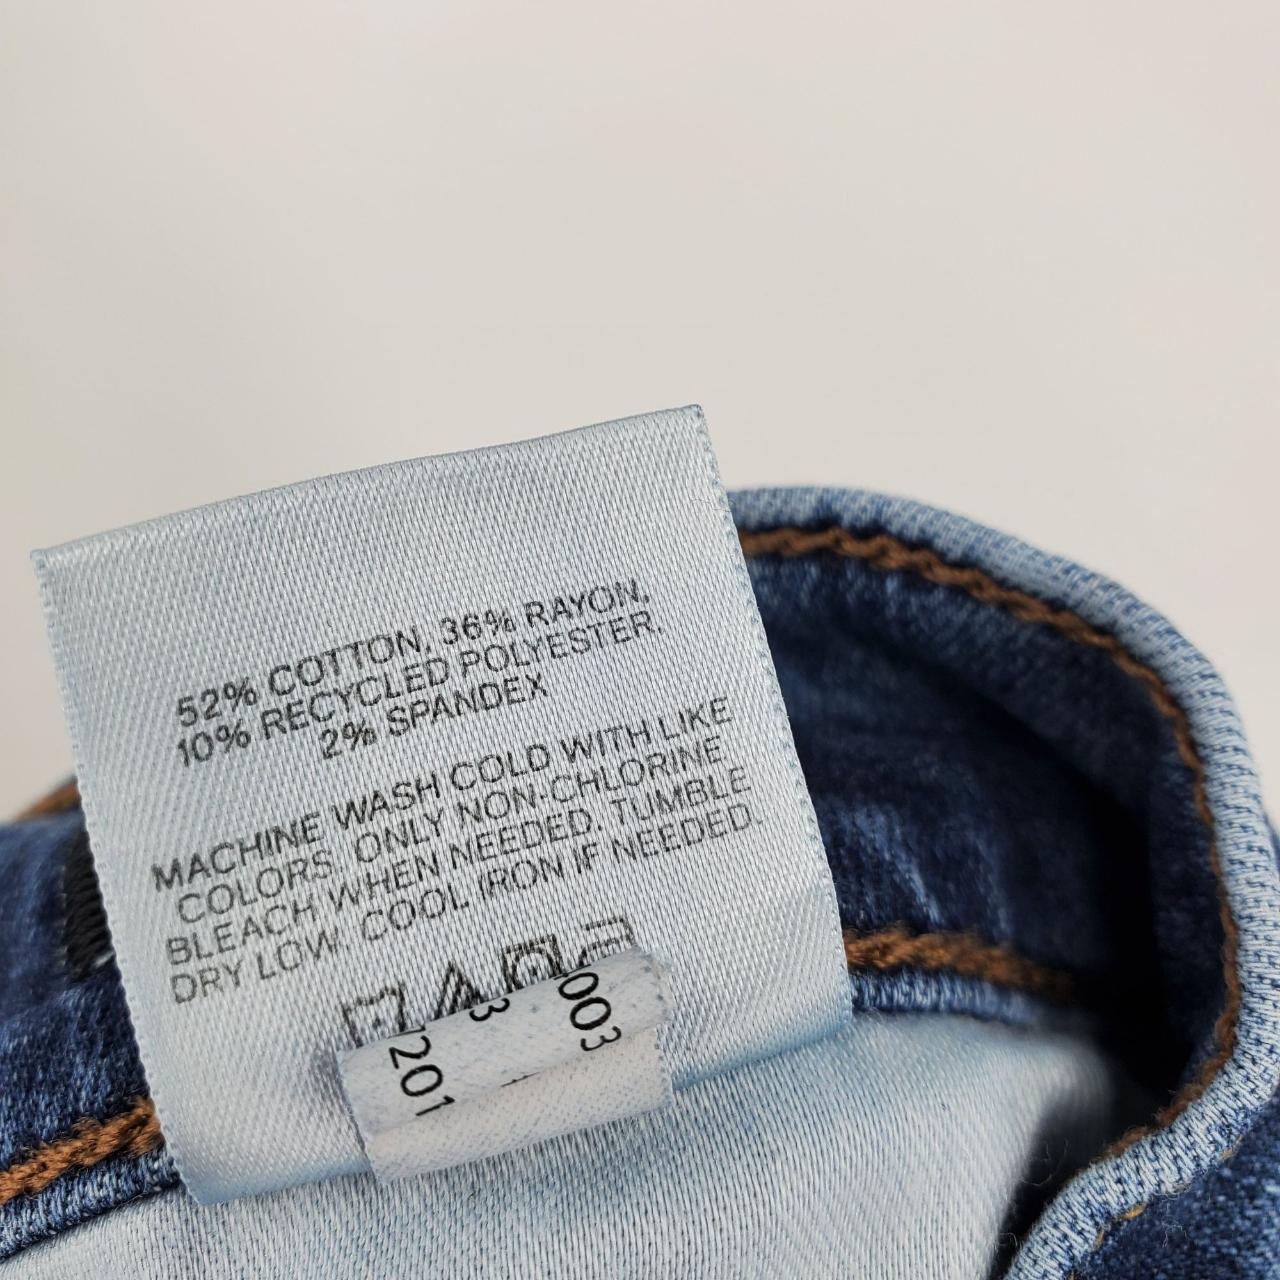 52% COTTON, 36% RAYON,
10% RECYCLED POLYESTER,
2% SPANDEX
MACHINE WASH COLD WITH LIKE
COLORS. ONLY NON-CHLORINE
BLEACH WHEN NEEDED. TUMBLE
DRY LOW. COOL IRON IF NEEDED.
003
3
201